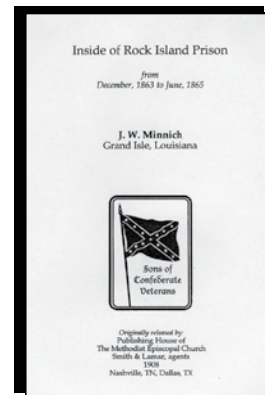 Inside of Rock Island Prison
from
December, 1863 to June, 1865
J. W. Minnich
Grand Isle, Louisiana
Sons of
Confederate
Veterans
Originally released by:
Publishing House of
The Methodist Episcopal Church
Smith & Lamar, agents
1908
Nashville, TN, Dallas, TX